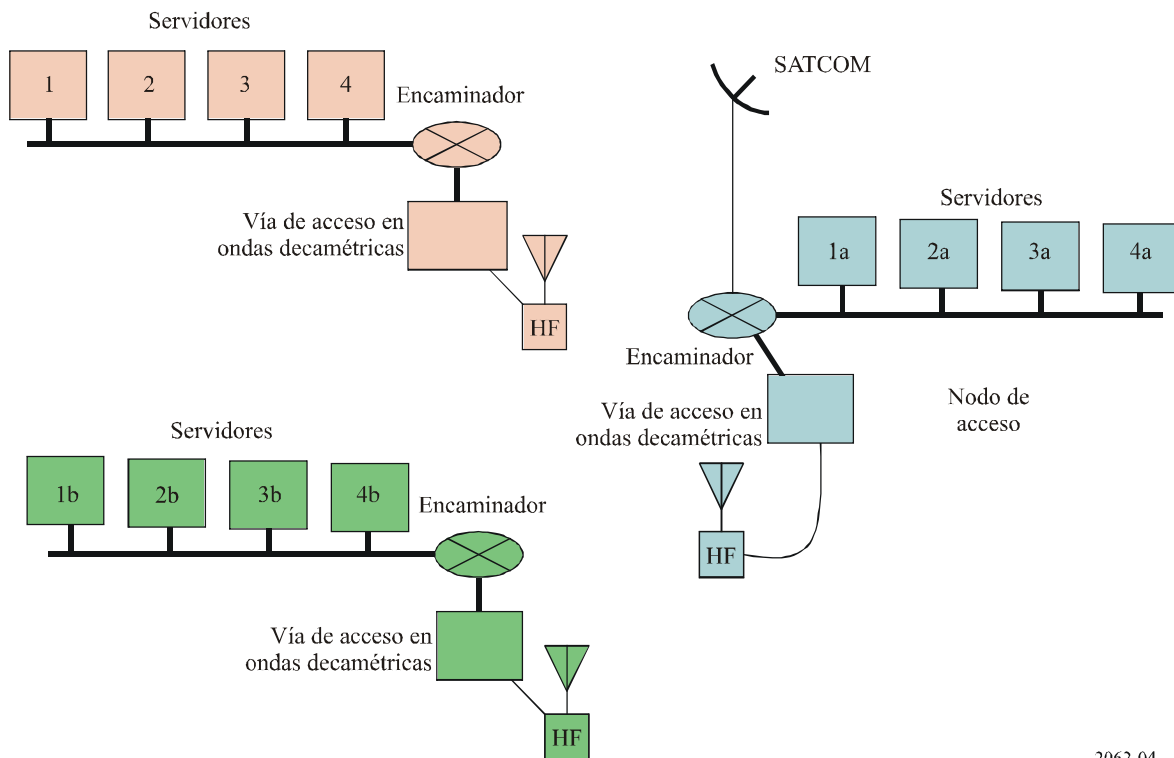 Servidores
1
2
3
4
Encaminador
Vía de acceso en
ondas decamétricas
HF
SATCOM
Servidores
1a
2a
3a
4a
Encaminador
Vía de acceso en
ondas decamétricas
Nodo de
acceso
HF
Servidores
1b
2b
3b
4b
Encaminador
Vía de acceso en
ondas decamétricas
HF
2062-04